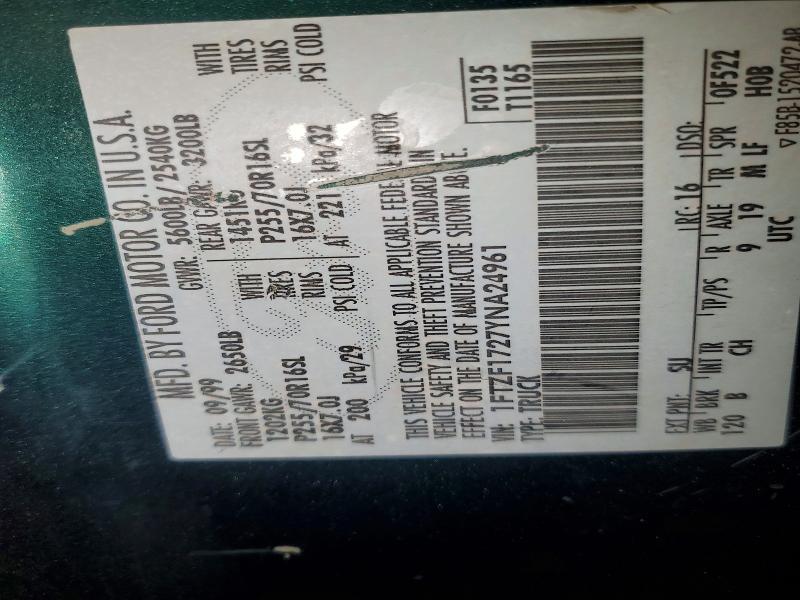 MFD. BY FORD MOTOR CO. IN U.S.A.
DATE: 09/99 GVWR: 5600LB/ 2540KG
FRONT GAWR: 2650LB REAR GAWR: 3200LB
1202KG WITH 1451KG WITH
P255/70R16SL TIRES P255/70R16SL TIRES
16X7.0J RIMS 16X7.0J RIMS
AT 200 kPa/29 PSI COLD AT 221 kPa/32 PSI COLD
THIS VEHICLE CONFORMS TO ALL APPLICABLE FEDERAL MOTOR
VEHICLE SAFETY AND THEFT PREVENTION STANDARDS IN
EFFECT ON THE DATE OF MANUFACTURE SHOWN ABOVE.
VIN: 1FTZF1727YNA24961 F0135
TYPE: TRUCK T1165
EXT PNT: SU RC: 16 DSO:
WB BRK INT TR TP/PS R AXLE TR SPR 0F522
120 B CH 9 19 M LF HOB
UTC ▽ F85B-1520472 AB